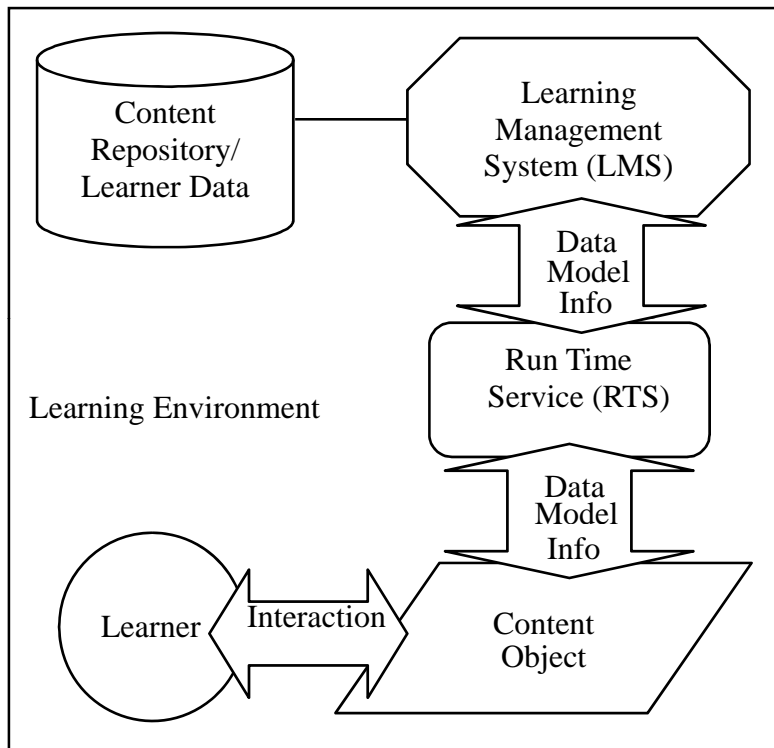 Content
Repository/
Learner Data
Learning
Management
System (LMS)
Data
Model
Info
Run Time
Service (RTS)
Learning Environment
Data
Model
Info
Learner
Interaction
Content
Object